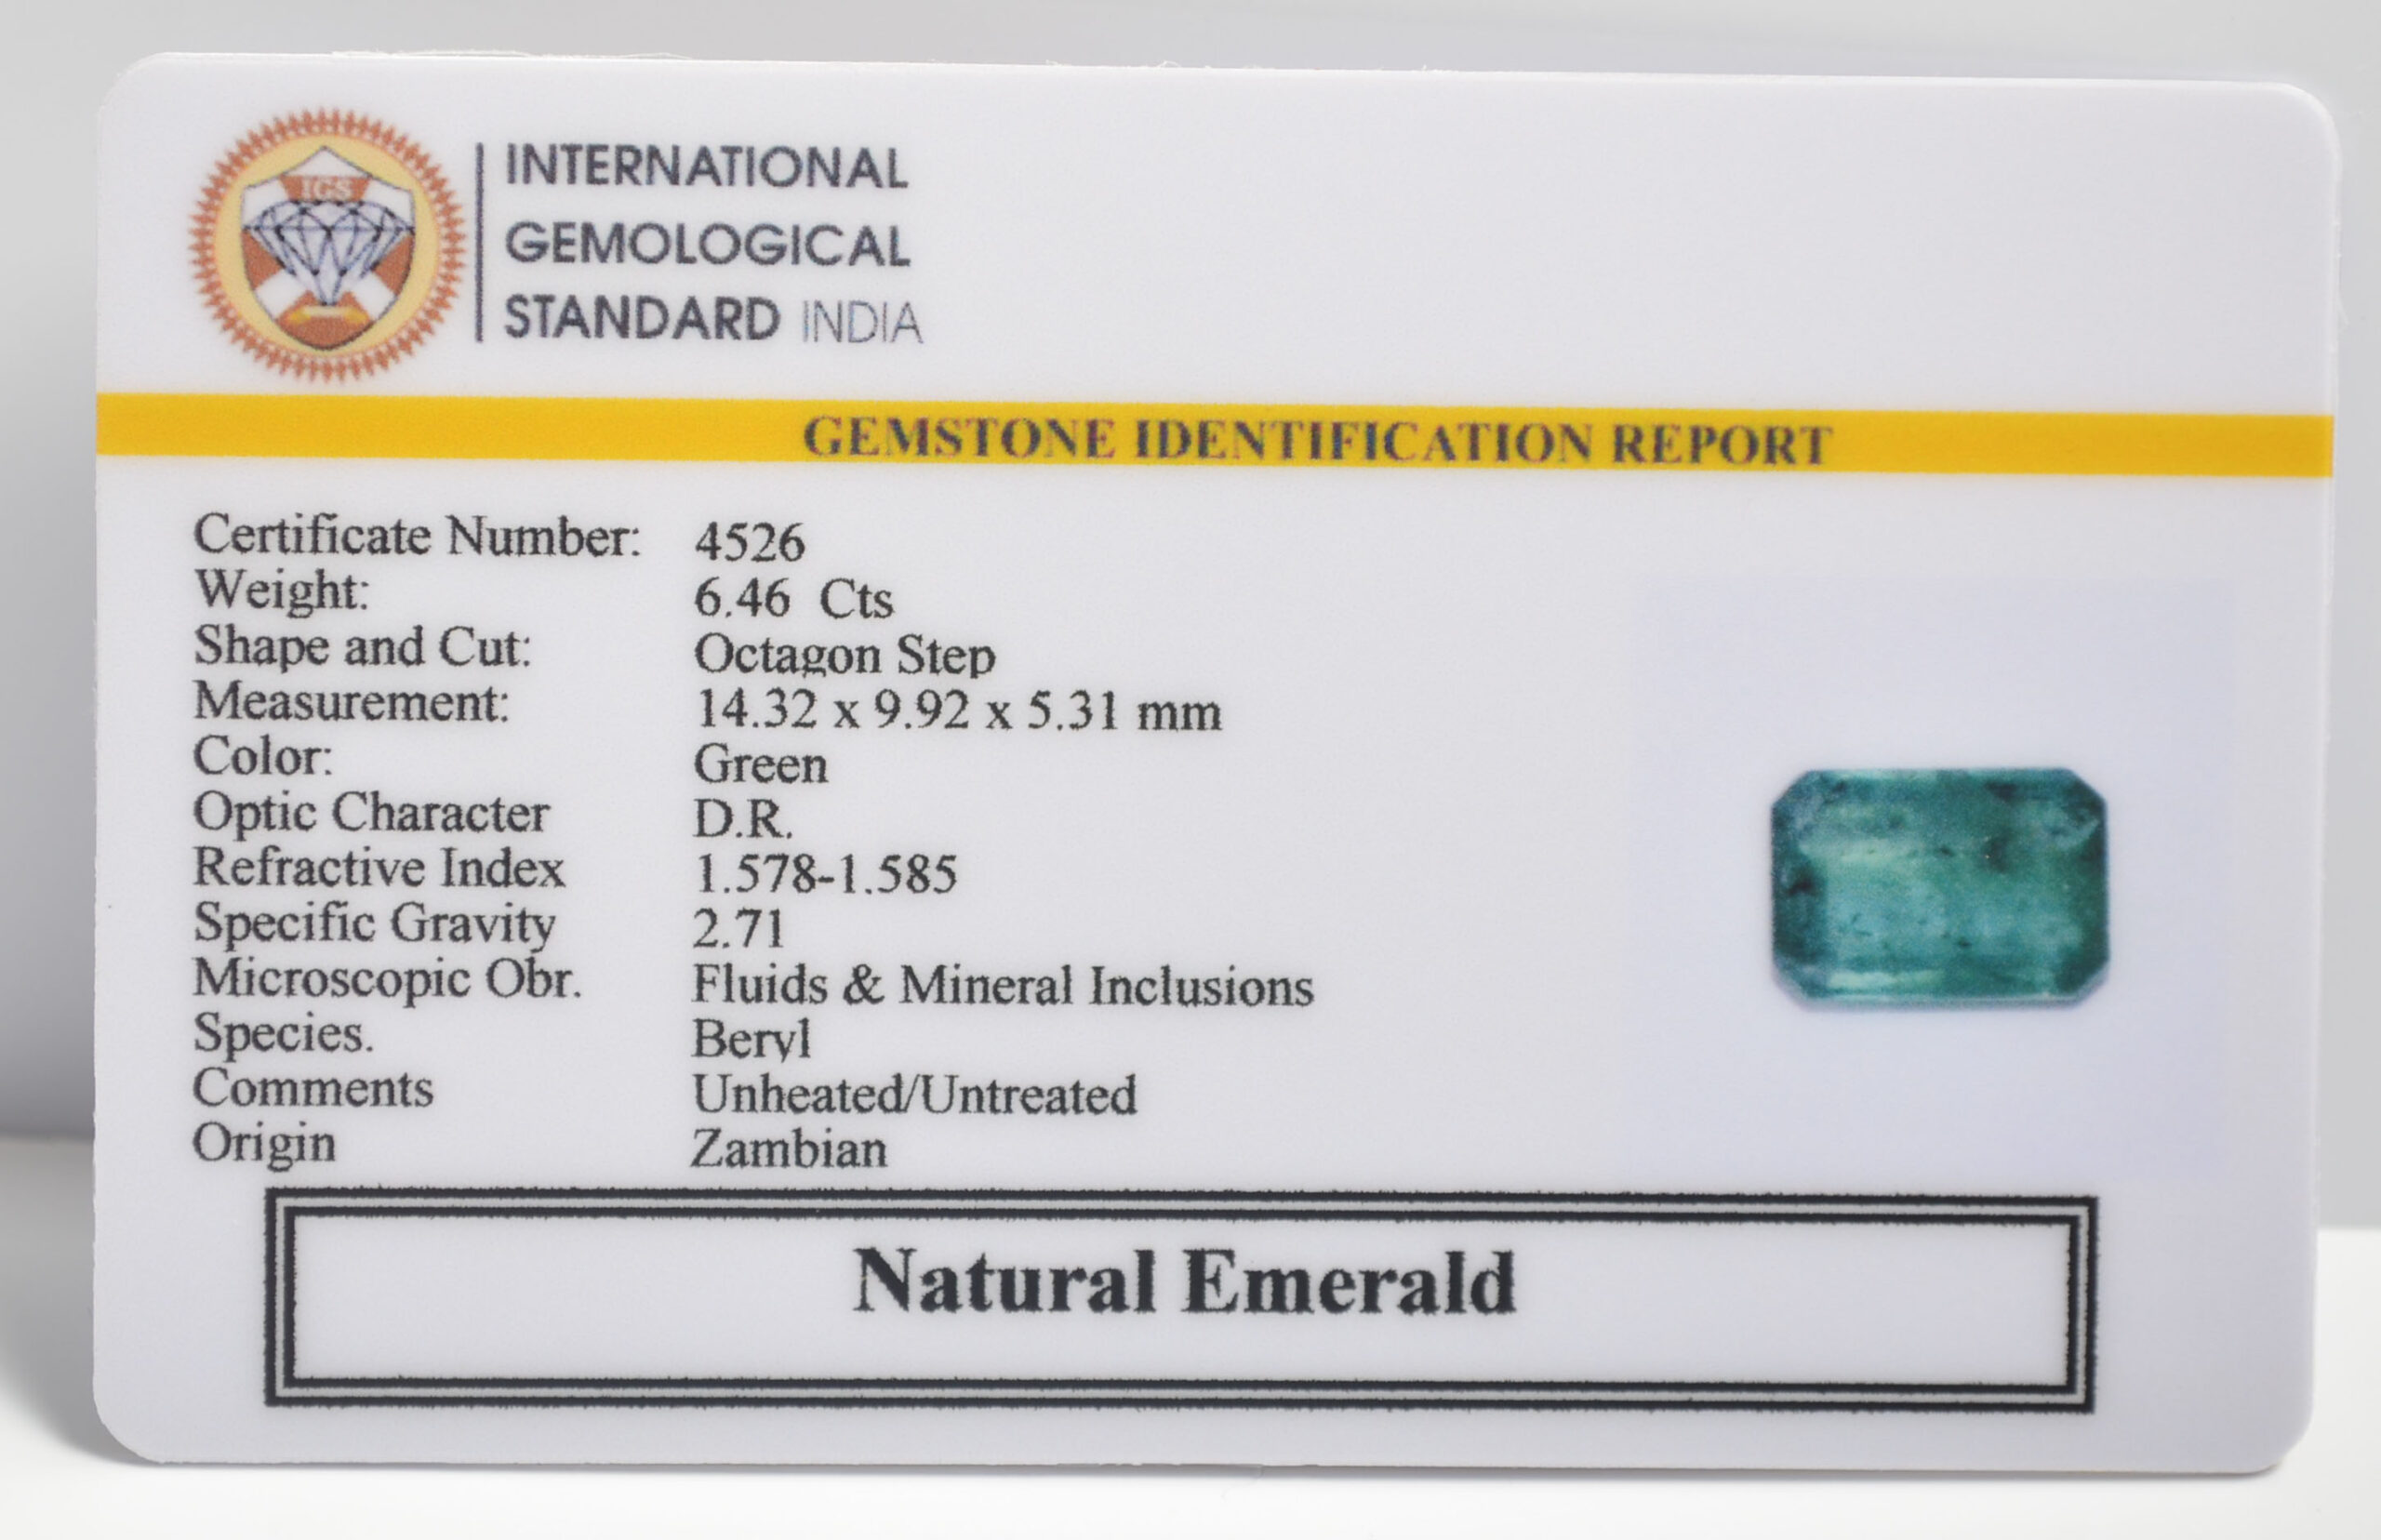 IGS
INTERNATIONAL
GEMOLOGICAL
STANDARD INDIA
GEMSTONE IDENTIFICATION REPORT
Certificate Number: 4526
Weight: 6.46 Cts
Shape and Cut: Octagon Step
Measurement: 14.32 x 9.92 x 5.31 mm
Color: Green
Optic Character D.R.
Refractive Index 1.578-1.585
Specific Gravity 2.71
Microscopic Obr. Fluids & Mineral Inclusions
Species. Beryl
Comments Unheated/Untreated
Origin Zambian
Natural Emerald